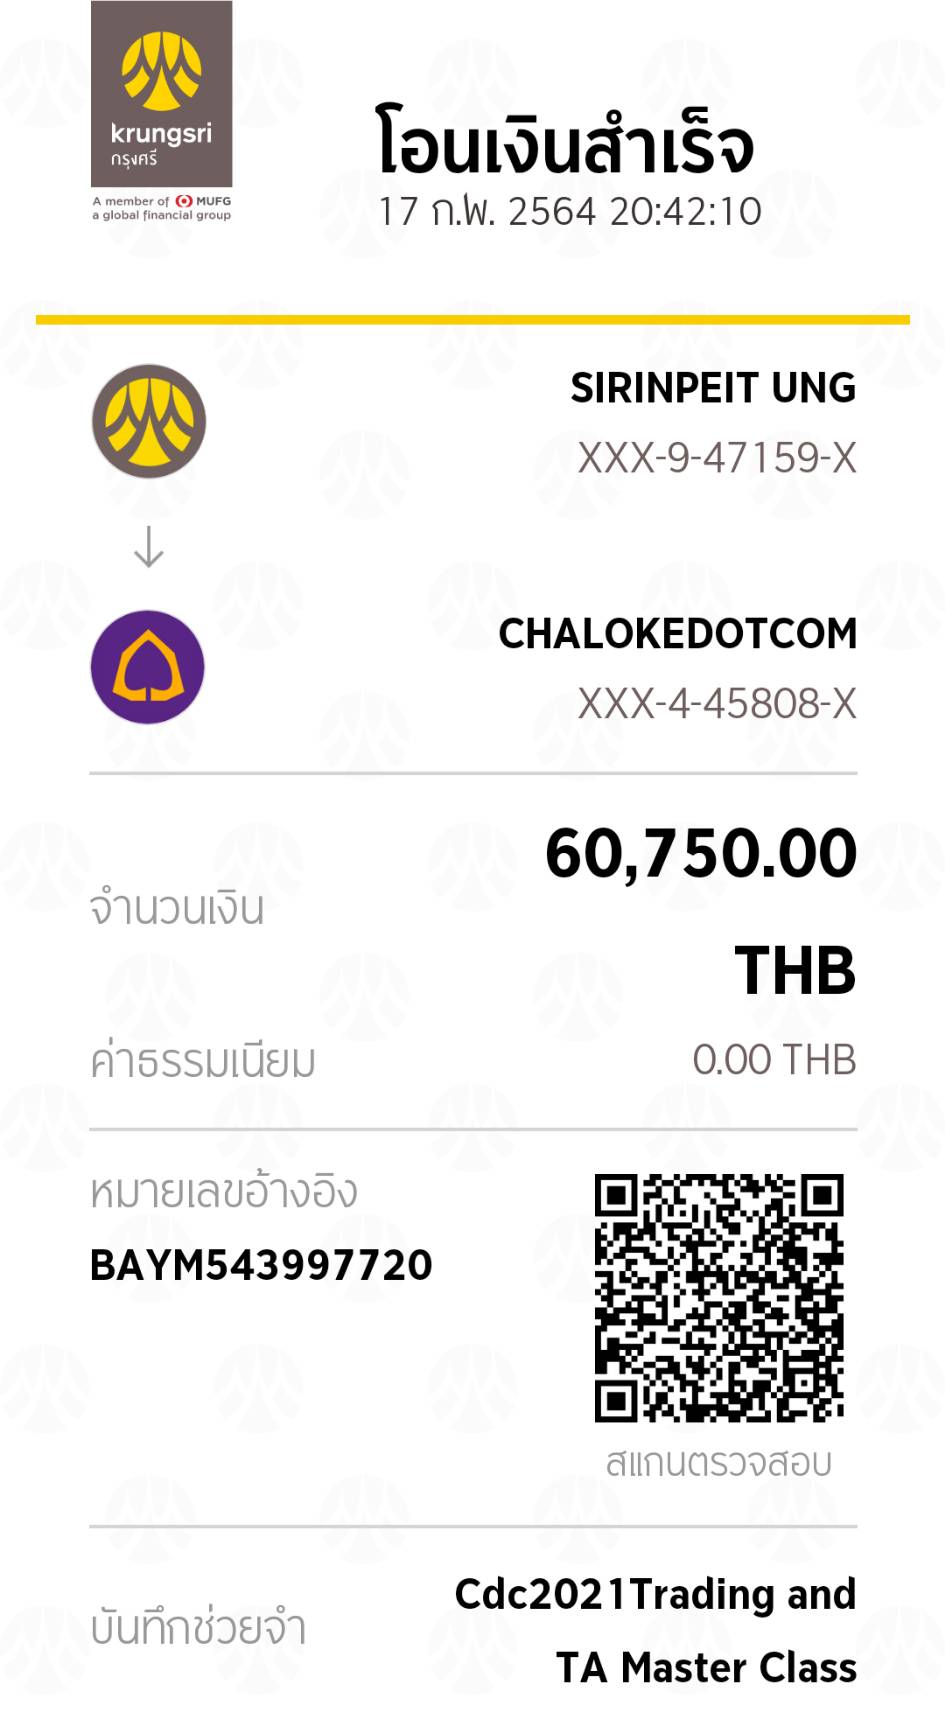 krungsri
กรุงศรี
A member of MUFG
a global financial group
โอนเงินสำเร็จ
17 ก.พ. 2564 20:42:10
SIRINPEIT UNG
XXX-9-47159-X
CHALOKEDOTCOM
XXX-4-45808-X
จำนวนเงิน
60,750.00
THB
ค่าธรรมเนียม
0.00 THB
หมายเลขอ้างอิง
BAYM543997720
สแกนตรวจสอบ
บันทึกช่วยจำ
Cdc2021Trading and
TA Master Class